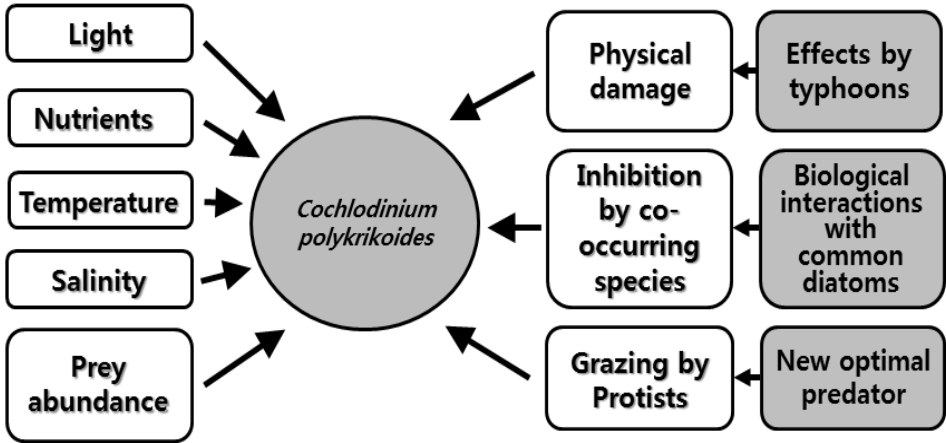 Light
Nutrients
Temperature
Salinity
Prey
abundance
Cochlodinium
polykrikoides
Physical
damage
Effects by
typhoons
Inhibition
by co-
occurring
species
Biological
interactions
with
common
diatoms
Grazing by
Protists
New optimal
predator